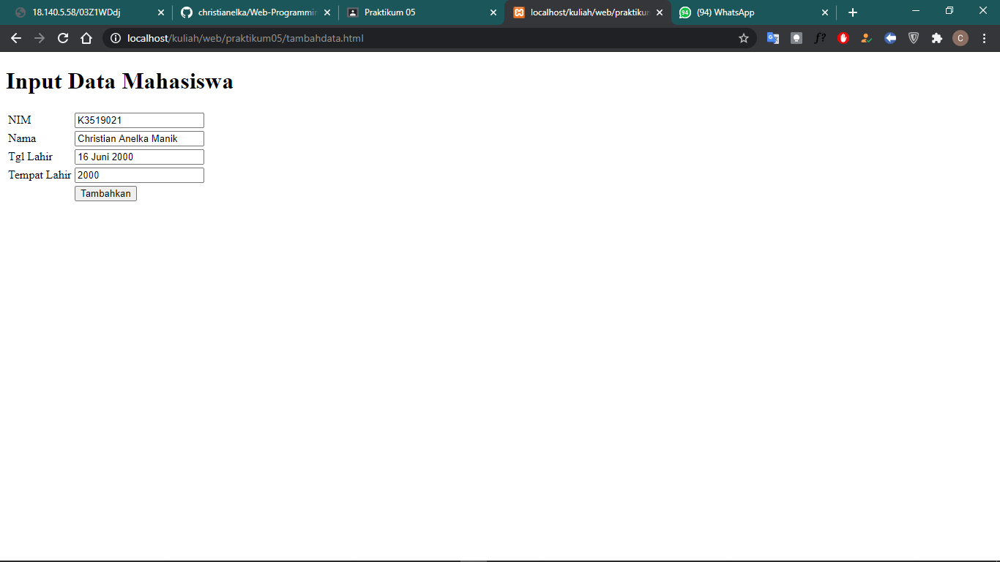 18.140.5.58/03Z1WDdj
christianelka/Web-Programmin
Praktikum 05
localhost/kuliah/web/praktikum
94
(94) WhatsApp
localhost/kuliah/web/praktikum05/tambahdata.html
f?
C
Input Data Mahasiswa
NIM K3519021
Nama Christian Anelka Manik
Tgl Lahir 16 Juni 2000
Tempat Lahir 2000
Tambahkan